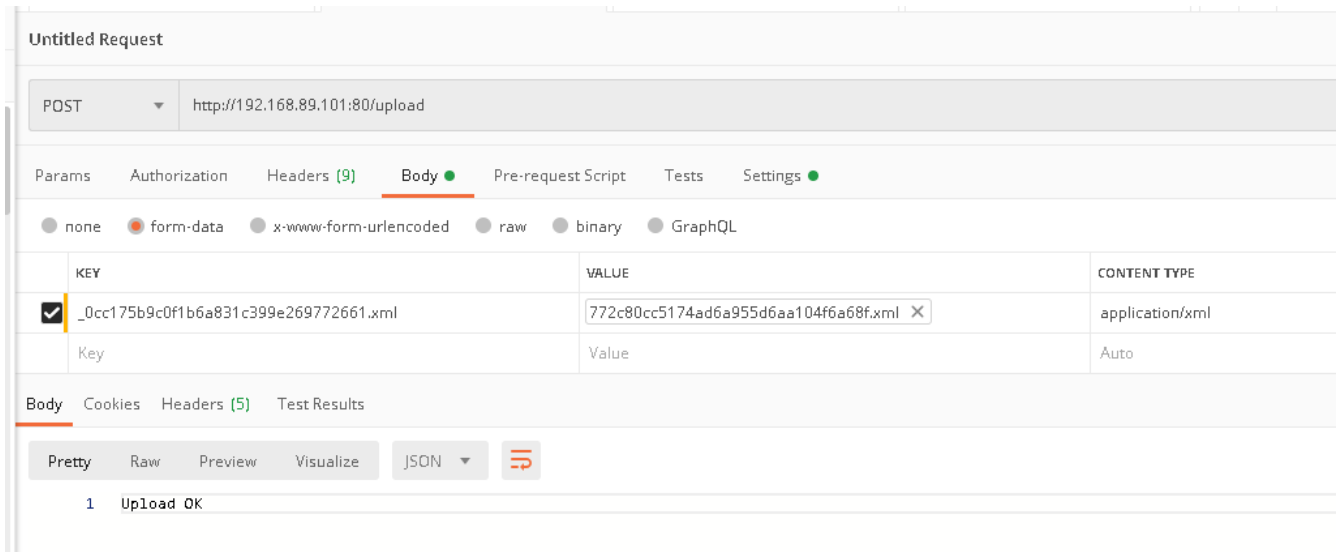 Untitled Request
POST http://192.168.89.101:80/upload
Params Authorization Headers (9) Body Pre-request Script Tests Settings
none form-data x-www-form-urlencoded raw binary GraphQL
KEY VALUE CONTENT TYPE
_0cc175b9c0f1b6a831c399e269772661.xml 772c80cc5174ad6a955d6aa104f6a68f.xml application/xml
Key Value Auto
Body Cookies Headers (5) Test Results
Pretty Raw Preview Visualize JSON
1 Upload OK